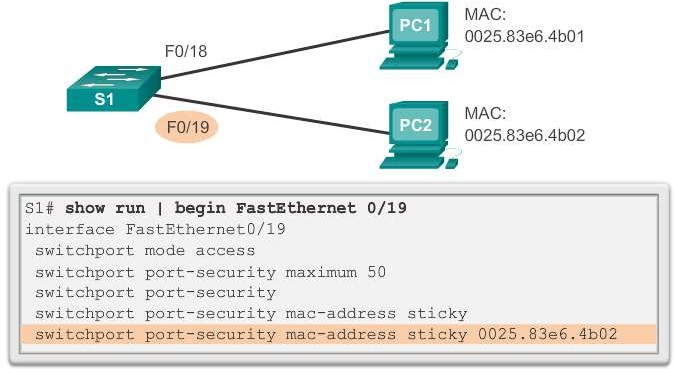 PC1
MAC:
0025.83e6.4b01
F0/18
S1
F0/19
PC2
MAC:
0025.83e6.4b02
S1# show run | begin FastEthernet 0/19
interface FastEthernet0/19
switchport mode access
switchport port-security maximum 50
switchport port-security
switchport port-security mac-address sticky
switchport port-security mac-address sticky 0025.83e6.4b02